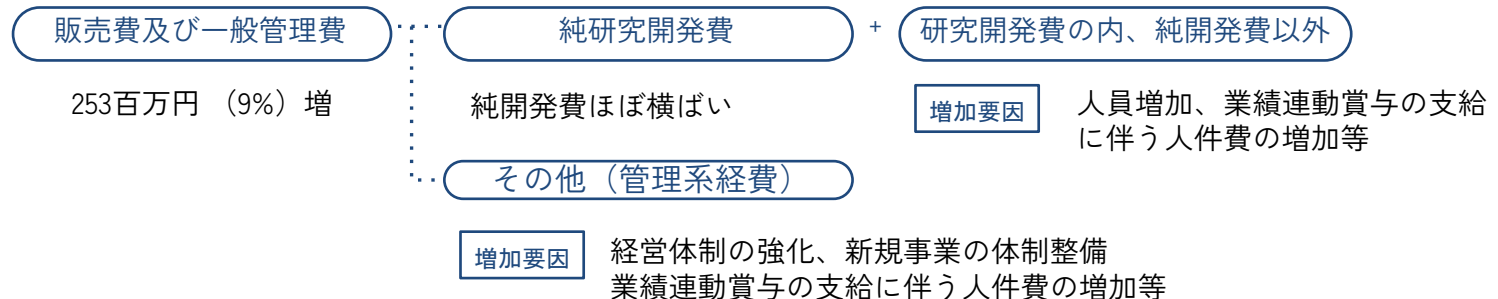 販売費及び一般管理費
純研究開発費
+
研究開発費の内、純開発費以外
253百万円 （9%）増
純開発費ほぼ横ばい
増加要因
人員増加、業績連動賞与の支給
に伴う人件費の増加等
その他（管理系経費）
増加要因
経営体制の強化、新規事業の体制整備
業績連動賞与の支給に伴う人件費の増加等